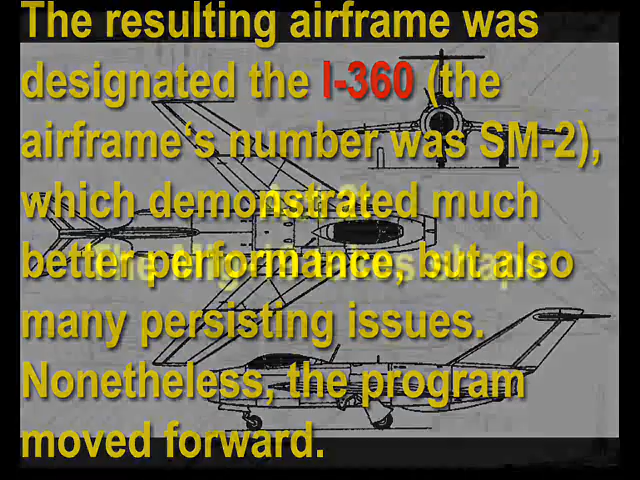 The resulting airframe was
designated the I-360 (the
airframe‘s number was SM-2),
which demonstrated much
better performance, but also
many persisting issues.
Nonetheless, the program
moved forward.